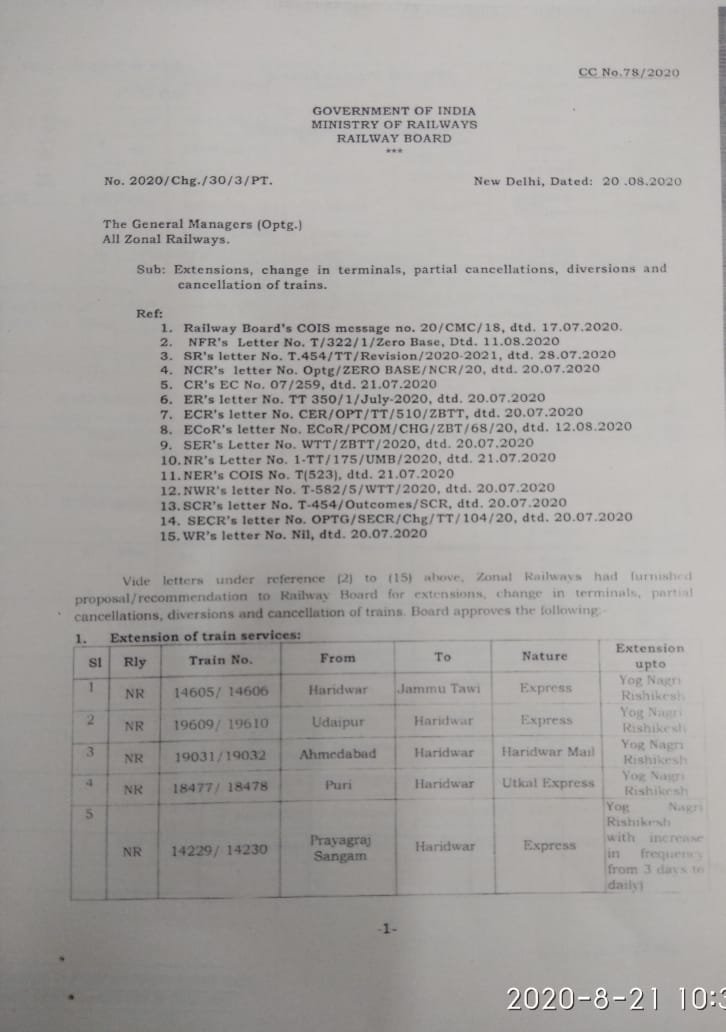 CC No.78/2020
GOVERNMENT OF INDIA
MINISTRY OF RAILWAYS
RAILWAY BOARD
***
No. 2020/Chg./30/3/PT. New Delhi, Dated: 20 .08.2020
The General Managers (Optg.)
All Zonal Railways.
Sub: Extensions, change in terminals, partial cancellations, diversions and
cancellation of trains.
Ref:
1. Railway Board's COIS message no. 20/CMC/18, dtd. 17.07.2020.
2. NFR's Letter No. T/322/1/Zero Base, Dtd. 11.08.2020
3. SR's letter No. T.454/TT/Revision/2020-2021, dtd. 28.07.2020
4. NCR's letter No. Optg/ZERO BASE/NCR/20, dtd. 20.07.2020
5. CR's EC No. 07/259, dtd. 21.07.2020
6. ER's letter No. TT 350/1/July-2020, dtd. 20.07.2020
7. ECR's letter No. CER/OPT/TT/510/ZBTT, dtd. 20.07.2020
8. ECoR's letter No. ECoR/PCOM/CHG/ZBT/68/20, dtd. 12.08.2020
9. SER's Letter No. WTT/ZBTT/2020, dtd. 20.07.2020
10. NR's Letter No. 1-TT/175/UMB/2020, dtd. 21.07.2020
11. NER's COIS No. T(523), dtd. 21.07.2020
12. NWR's letter No. T-582/5/WTT/2020, dtd. 20.07.2020
13. SCR's letter No. T-454/Outcomes/SCR, dtd. 20.07.2020
14. SECR's letter No. OPTG/SECR/Chg/TT/104/20, dtd. 20.07.2020
15. WR's letter No. Nil, dtd. 20.07.2020
Vide letters under reference (2) to (15) above, Zonal Railways had furnished
proposal/recommendation to Railway Board for extensions, change in terminals, partial
cancellations, diversions and cancellation of trains. Board approves the following:-
1. Extension of train services:
Sl Rly Train No. From To Nature Extension upto
1 NR 14605/ 14606 Haridwar Jammu Tawi Express Yog Nagri Rishikesh
2 NR 19609/ 19610 Udaipur Haridwar Express Yog Nagri Rishikesh
3 NR 19031/19032 Ahmedabad Haridwar Haridwar Mail Yog Nagri Rishikesh
4 NR 18477/ 18478 Puri Haridwar Utkal Express Yog Nagri Rishikesh
5 NR 14229/ 14230 Prayagraj Sangam Haridwar Express Yog Nagri Rishikesh with increase in frequency from 3 days to daily)
-1-
2020-8-21 10:3